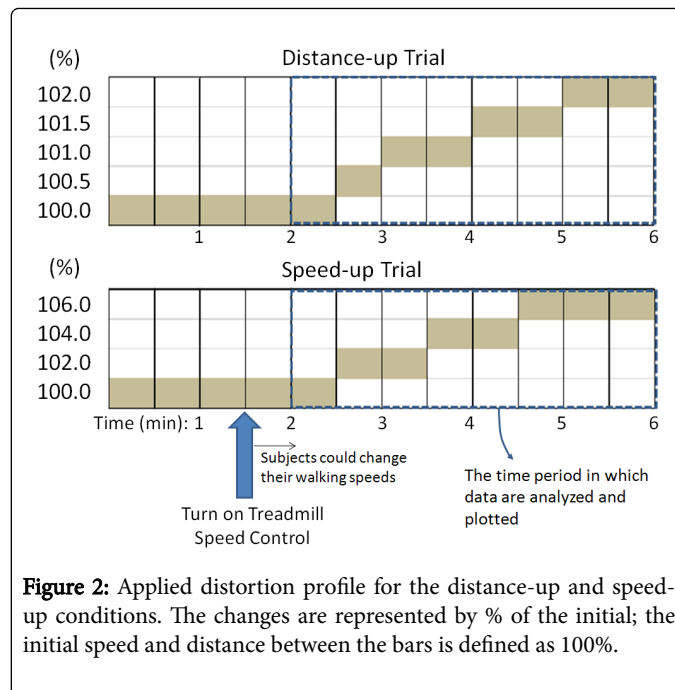 (%)
Distance-up Trial
102.0
101.5
101.0
100.5
100.0
1 2 3 4 5 6
(%)
Speed-up Trial
106.0
104.0
102.0
100.0
Time (min): 1 2 3 4 5 6
Subjects could change
their walking speeds
Turn on Treadmill
Speed Control
The time period in which
data are analyzed and
plotted
Figure 2: Applied distortion profile for the distance-up and speed-
up conditions. The changes are represented by % of the initial; the
initial speed and distance between the bars is defined as 100%.